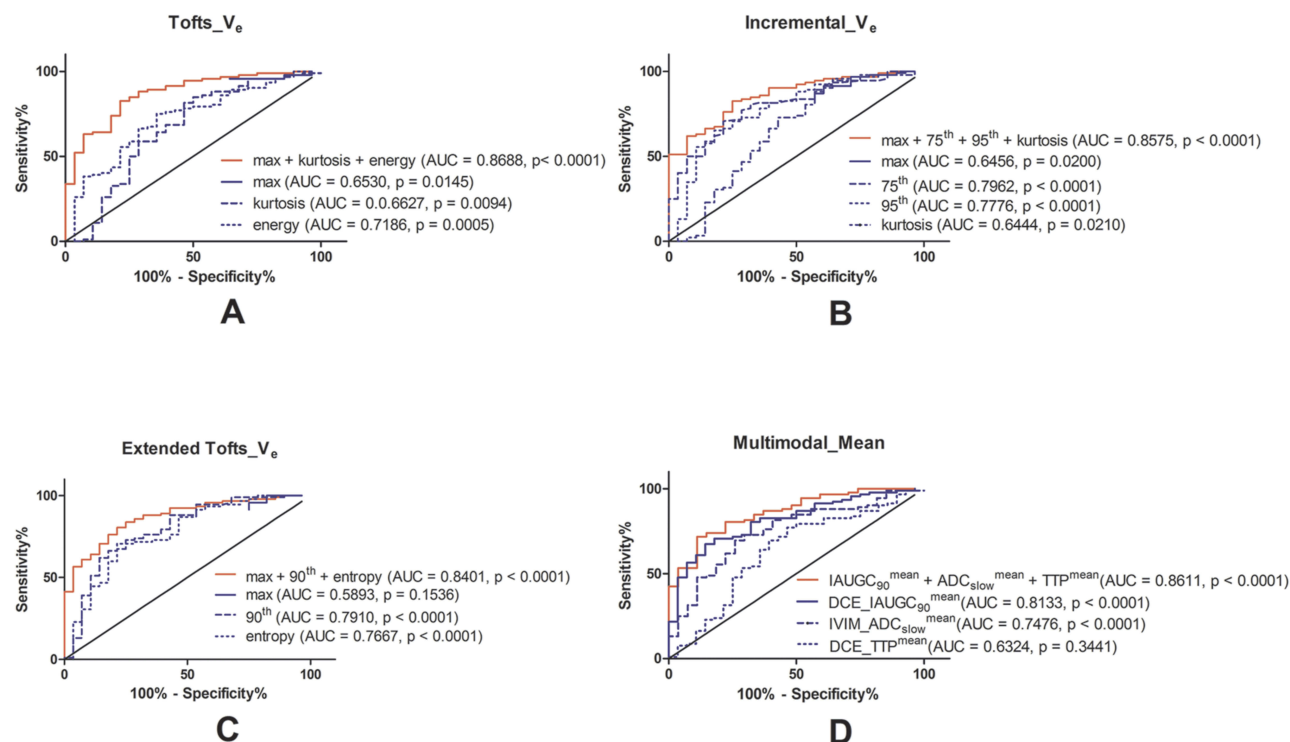 Tofts_Ve
Sensitivity%
100
50
0
max + kurtosis + energy (AUC = 0.8688, p< 0.0001)
max (AUC = 0.6530, p = 0.0145)
kurtosis (AUC = 0.0.6627, p = 0.0094)
energy (AUC = 0.7186, p = 0.0005)
0 50 100
100% - Specificity%
A
Incremental_Ve
Sensitivity%
100
50
0
max + 75th + 95th + kurtosis (AUC = 0.8575, p< 0.0001)
max (AUC = 0.6456, p = 0.0200)
75th (AUC = 0.7962, p < 0.0001)
95th (AUC = 0.7776, p < 0.0001)
kurtosis (AUC = 0.6444, p = 0.0210)
0 50 100
100% - Specificity%
B
Extended Tofts_Ve
Sensitivity%
100
50
0
max + 90th + entropy (AUC = 0.8401, p < 0.0001)
max (AUC = 0.5893, p = 0.1536)
90th (AUC = 0.7910, p < 0.0001)
entropy (AUC = 0.7667, p < 0.0001)
0 50 100
100% - Specificity%
C
Multimodal_Mean
Sensitivity%
100
50
0
IAUGC90mean + ADCslowmean + TTPmean(AUC = 0.8611, p < 0.0001)
DCE_IAUGC90mean(AUC = 0.8133, p < 0.0001)
IVIM_ADCslowmean(AUC = 0.7476, p < 0.0001)
DCE_TTPmean(AUC = 0.6324, p = 0.3441)
0 50 100
100% - Specificity%
D